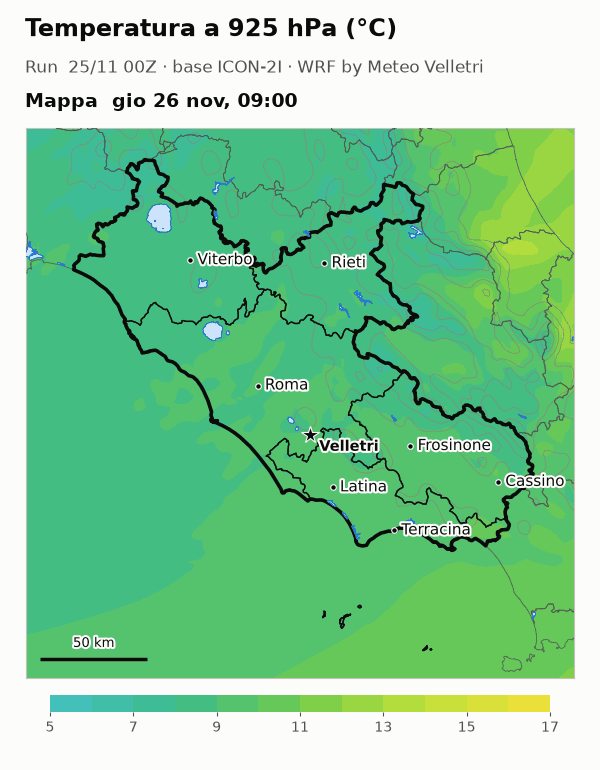 Temperatura a 925 hPa (°C)
Run  25/11 00Z · base ICON-2I · WRF by Meteo Velletri
Mappa  gio 26 nov, 09:00
Viterbo
Rieti
Roma
Velletri
Frosinone
Latina
Cassino
Terracina
50 km
5 7 9 11 13 15 17